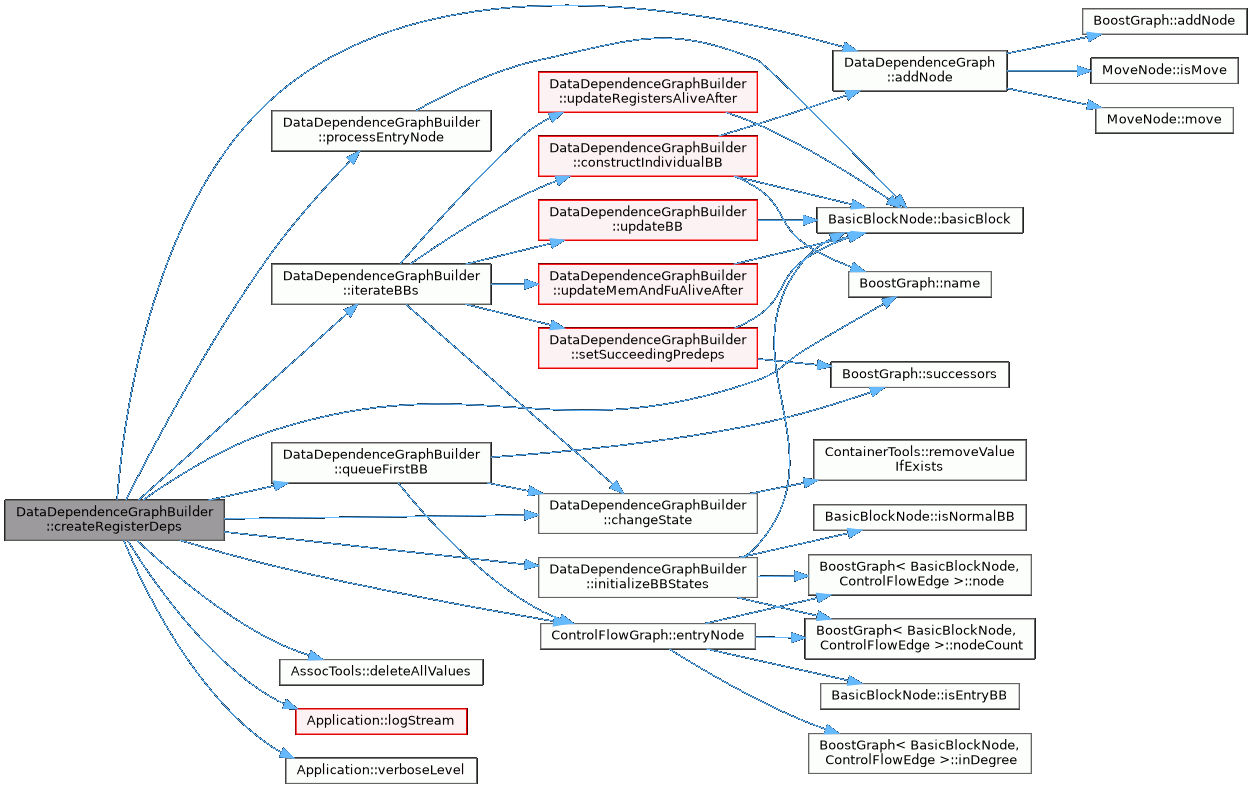 DataDependenceGraphBuilder
::createRegisterDeps
DataDependenceGraphBuilder
::processEntryNode
DataDependenceGraphBuilder
::iterateBBs
DataDependenceGraphBuilder
::queueFirstBB
AssocTools::deleteAllValues
Application::logStream
Application::verboseLevel
DataDependenceGraphBuilder
::updateRegistersAliveAfter
DataDependenceGraphBuilder
::constructIndividualBB
DataDependenceGraphBuilder
::updateBB
DataDependenceGraphBuilder
::updateMemAndFuAliveAfter
DataDependenceGraphBuilder
::setSucceedingPredeps
DataDependenceGraphBuilder
::changeState
DataDependenceGraphBuilder
::initializeBBStates
ControlFlowGraph::entryNode
DataDependenceGraph
::addNode
BasicBlockNode::basicBlock
BoostGraph::name
BoostGraph::successors
ContainerTools::removeValue
IfExists
BasicBlockNode::isNormalBB
BoostGraph< BasicBlockNode,
ControlFlowEdge >::node
BoostGraph< BasicBlockNode,
ControlFlowEdge >::nodeCount
BasicBlockNode::isEntryBB
BoostGraph< BasicBlockNode,
ControlFlowEdge >::inDegree
BoostGraph::addNode
MoveNode::isMove
MoveNode::move